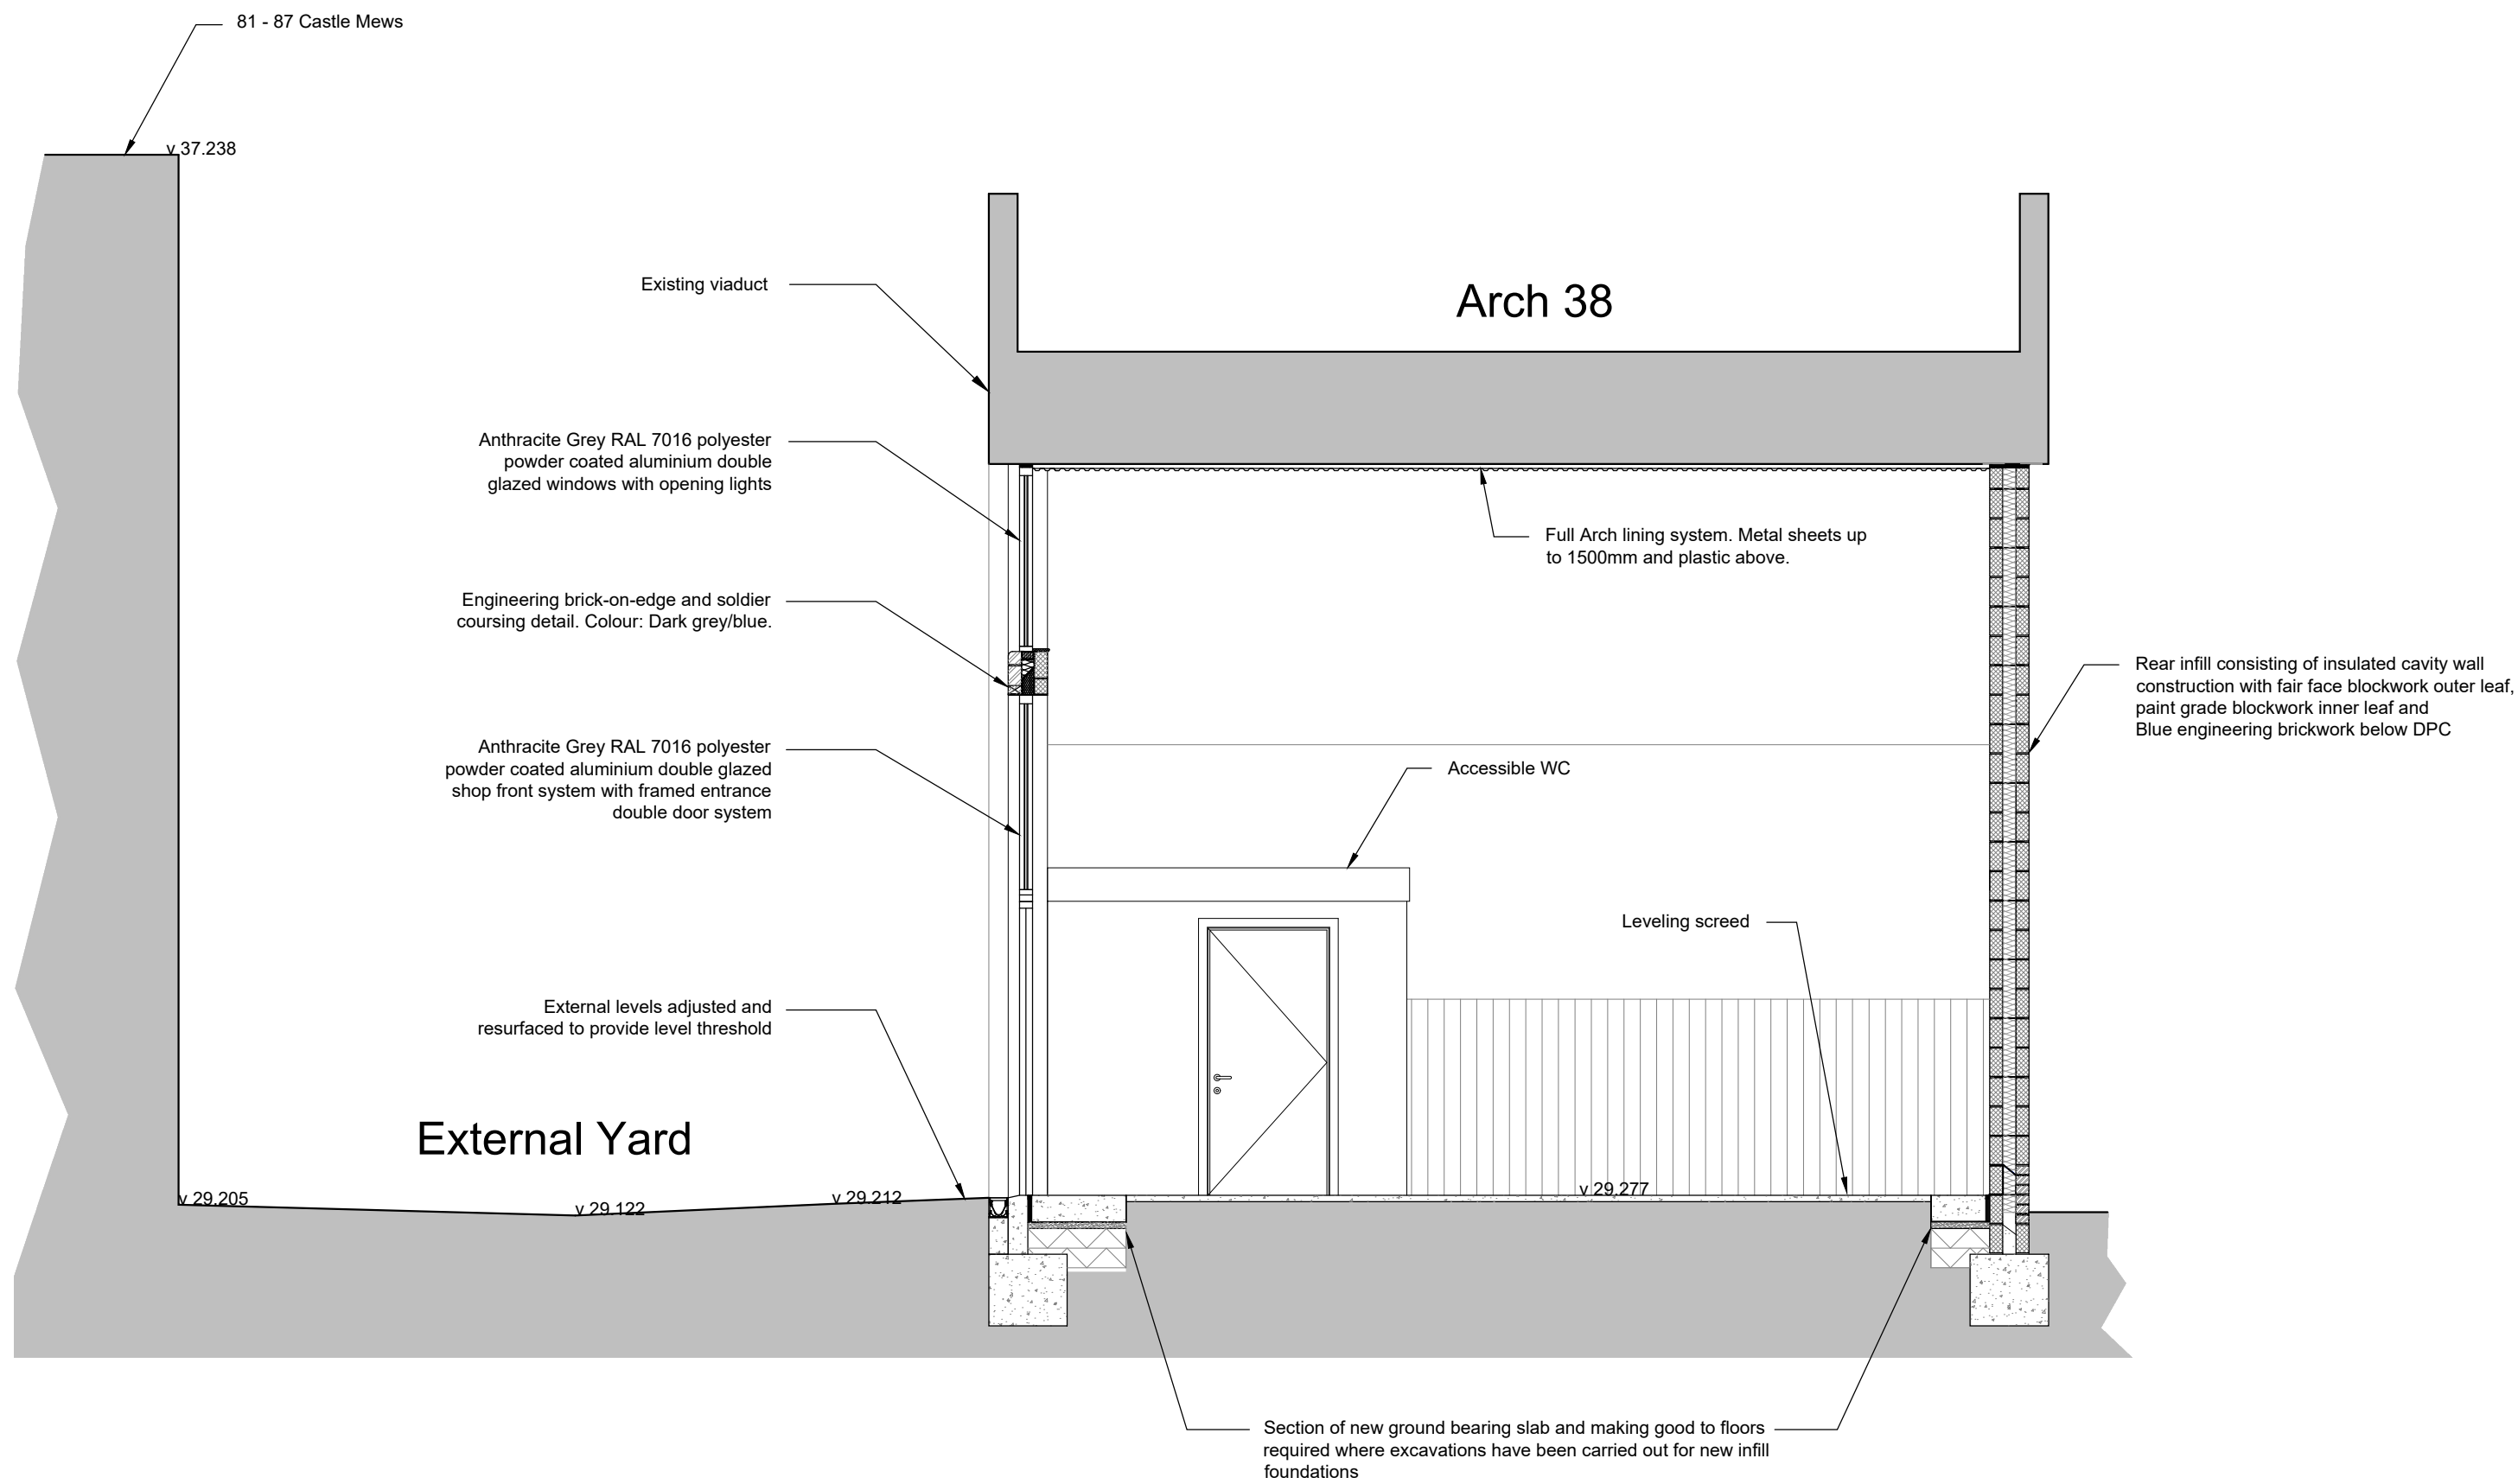 81 - 87 Castle Mews
v 37.238
Existing viaduct
Arch 38
Anthracite Grey RAL 7016 polyester
powder coated aluminium double
glazed windows with opening lights
Full Arch lining system. Metal sheets up
to 1500mm and plastic above.
Engineering brick-on-edge and soldier
coursing detail. Colour: Dark grey/blue.
Rear infill consisting of insulated cavity wall
construction with fair face blockwork outer leaf,
paint grade blockwork inner leaf and
Blue engineering brickwork below DPC
Anthracite Grey RAL 7016 polyester
powder coated aluminium double glazed
shop front system with framed entrance
double door system
Accessible WC
Leveling screed
External levels adjusted and
resurfaced to provide level threshold
External Yard
v 29.205
v 29.122
v 29.212
v 29.277
Section of new ground bearing slab and making good to floors
required where excavations have been carried out for new infill
foundations